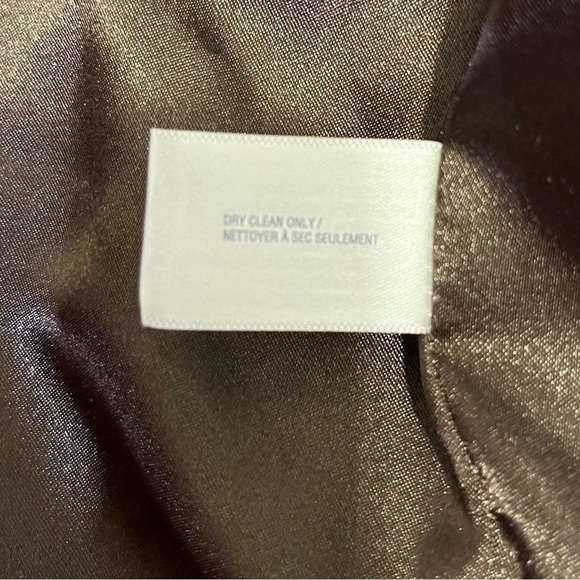 DRY CLEAN ONLY /
NETTOYER À SEC SEULEMENT